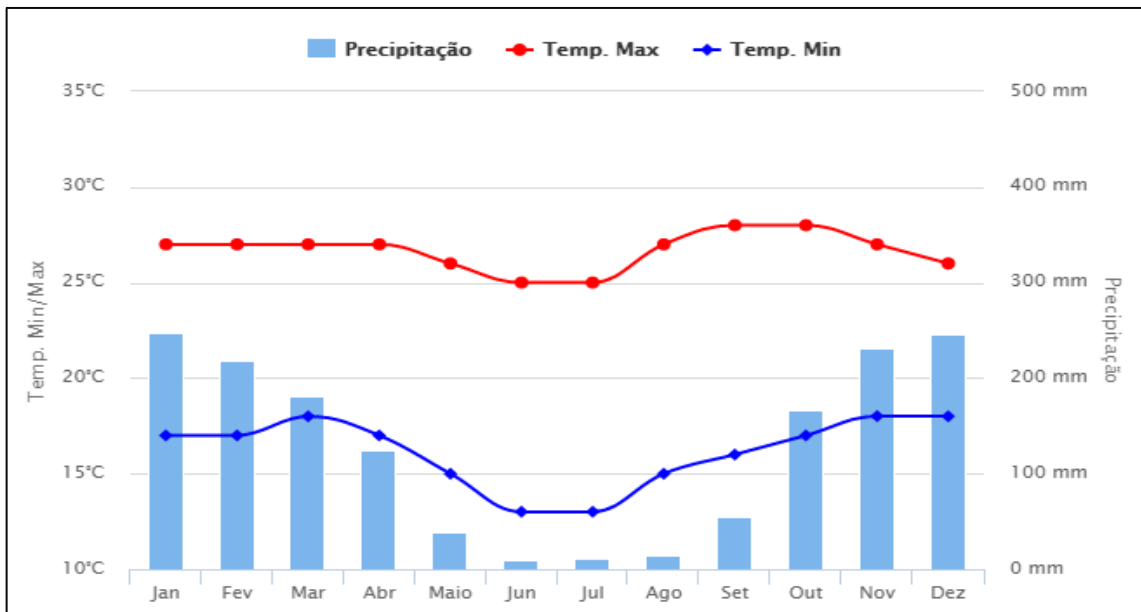 Precipitação Temp. Max Temp. Min
35°C 500 mm
30°C 400 mm
25°C 300 mm
20°C 200 mm
15°C 100 mm
10°C 0 mm
Temp. Min/Max
Precipitação
Jan Fev Mar Abr Maio Jun Jul Ago Set Out Nov Dez